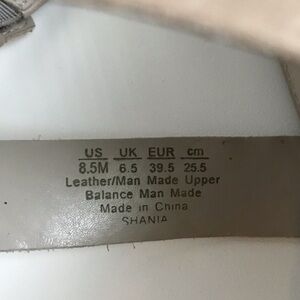 US UK EUR cm
8.5M 6.5 39.5 25.5
Leather/Man Made Upper
Balance Man Made
Made in China
SHANIA